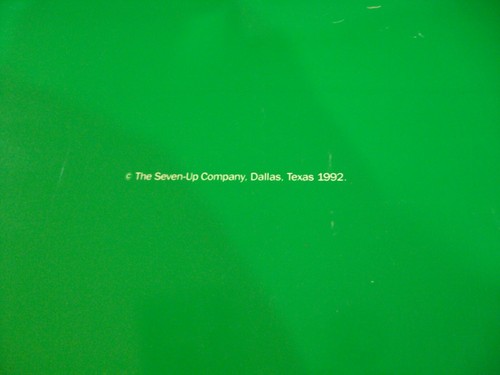 © The Seven-Up Company, Dallas, Texas 1992.